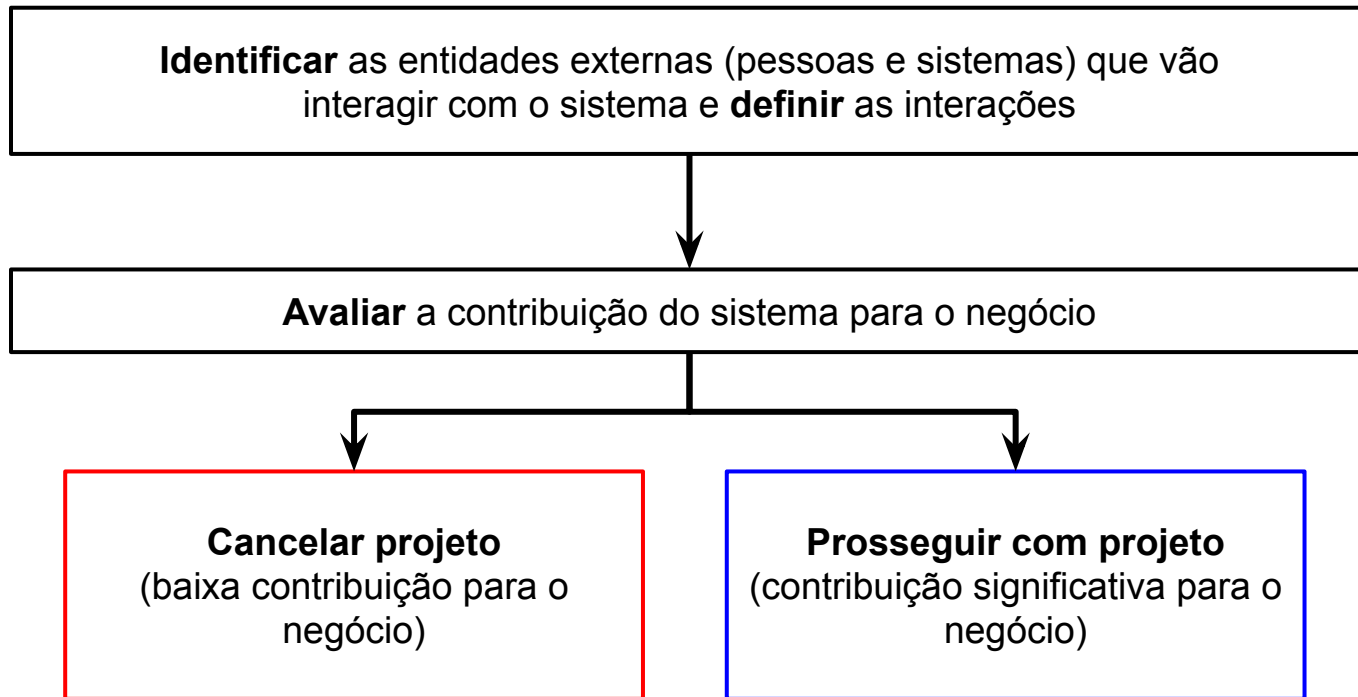 Identificar as entidades externas (pessoas e sistemas) que vão
interagir com o sistema e definir as interações
Avaliar a contribuição do sistema para o negócio
Cancelar projeto
(baixa contribuição para o
negócio)
Prosseguir com projeto
(contribuição significativa para o
negócio)